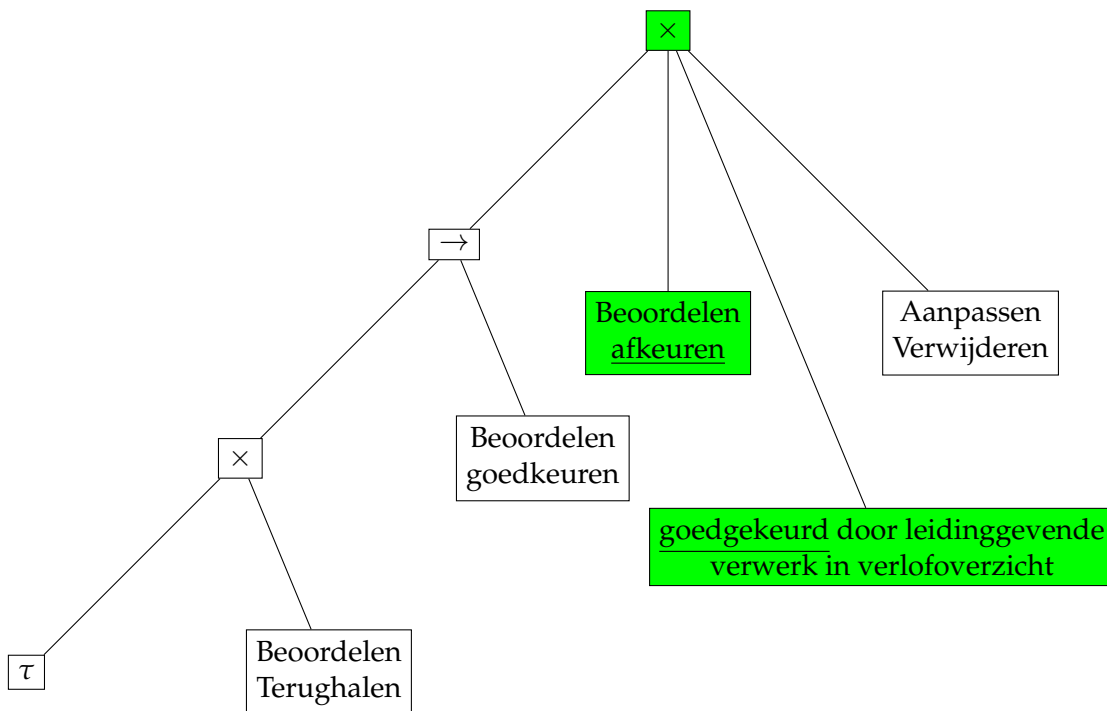 ×
→
Beoordelen
afkeuren
Aanpassen
Verwijderen
×
Beoordelen
goedkeuren
goedgekeurd door leidinggevende
verwerk in verlofoverzicht
τ
Beoordelen
Terughalen